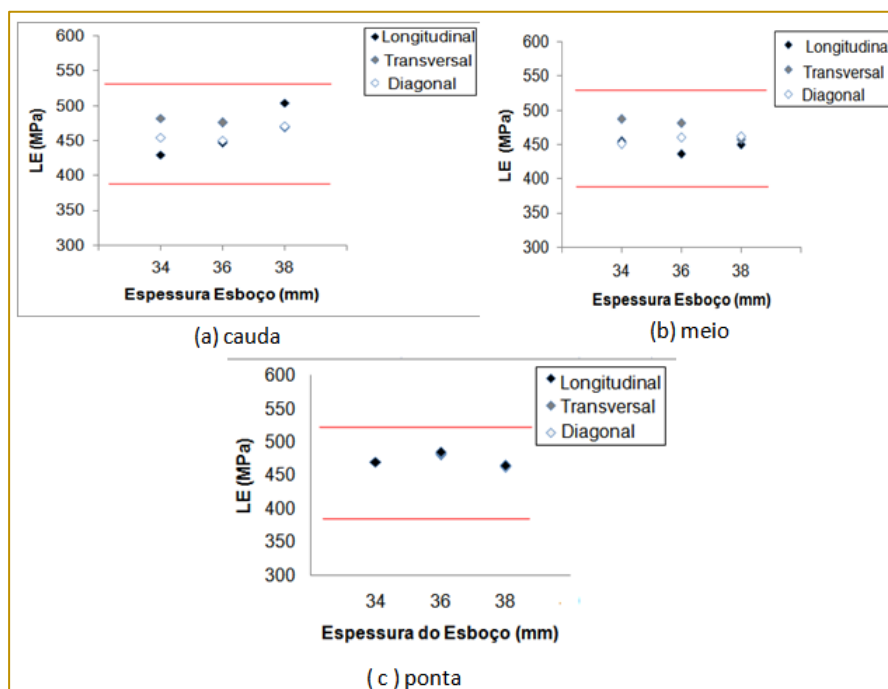 600
550
500
450
400
350
300
LE (MPa)
34 36 38
Espessura Esboço (mm)
Longitudinal
Transversal
Diagonal
(a) cauda
600
550
500
450
400
350
300
LE (MPa)
34 36 38
Espessura Esboço (mm)
Longitudinal
Transversal
Diagonal
(b) meio
600
550
500
450
400
350
300
LE (MPa)
34 36 38
Espessura do Esboço (mm)
Longitudinal
Transversal
Diagonal
( c ) ponta